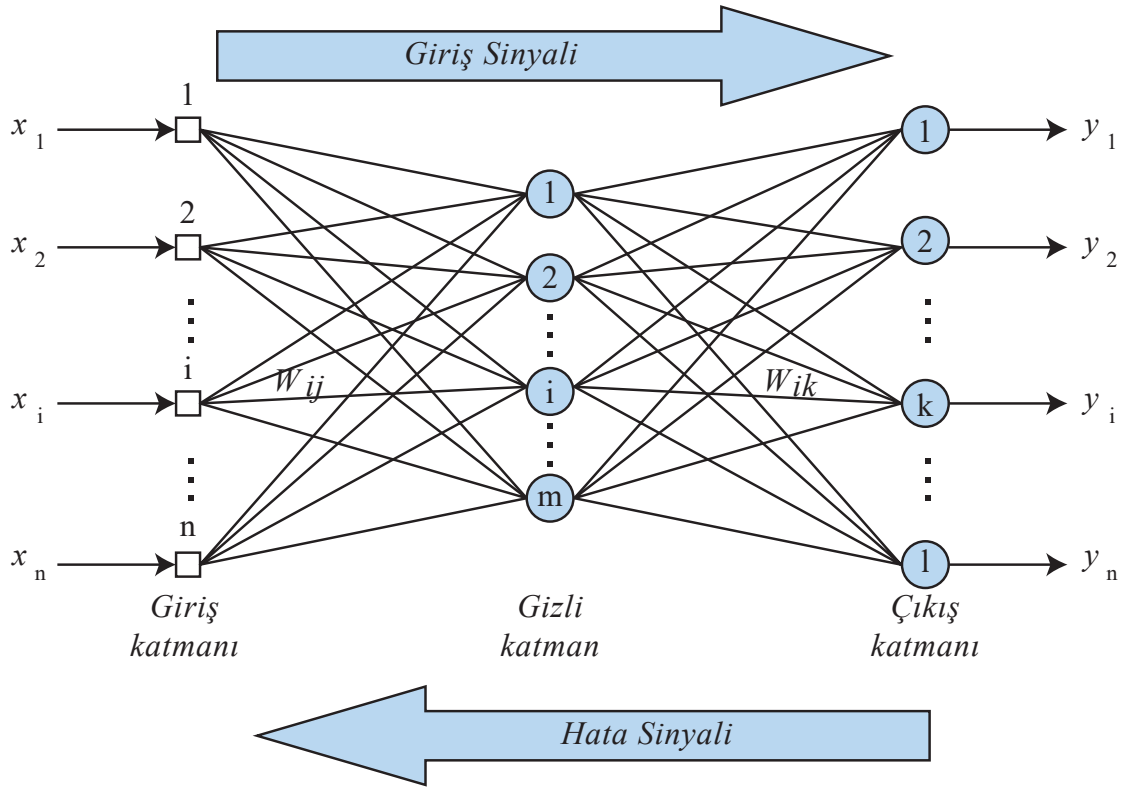 Giriş Sinyali
1
x 1
1
y 1
1
2
x 2
2
y 2
2
i
x i
W ij
i
W ik
k
y i
n
m
x n
l
y n
Giriş
katmanı
Gizli
katman
Çıkış
katmanı
Hata Sinyali